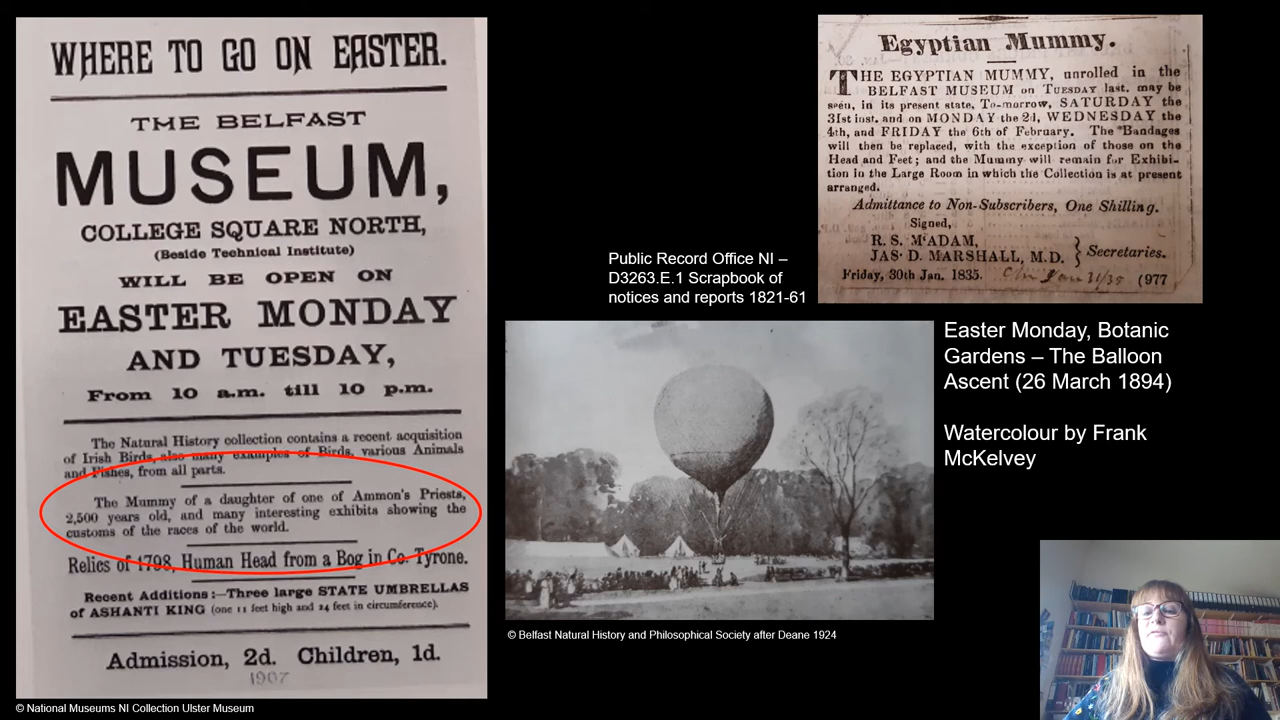 WHERE TO GO ON EASTER.
THE BELFAST
MUSEUM,
COLLEGE SQUARE NORTH,
(Beside Technical Institute)
WILL BE OPEN ON
EASTER MONDAY
AND TUESDAY,
From 10 a.m. till 10 p.m.
The Natural History collection contains a recent acquisition
of Irish Birds, also many examples of Birds, various Animals
and Fishes, from all parts.
The Mummy of a daughter of one of Ammon's Priests,
2,500 years old, and many interesting exhibits showing the
customs of the races of the world.
Relics of 1798, Human Head from a Bog in Co. Tyrone.
Recent Additions:—Three large STATE UMBRELLAS
of ASHANTI KING (one 11 feet high and 24 feet in circumference).
Admission, 2d. Children, 1d.
1907
© National Museums NI Collection Ulster Museum
Egyptian Mummy.
THE EGYPTIAN MUMMY, unrolled in the
BELFAST MUSEUM on TUESDAY last. may be
seen, in its present state, To-morrow, SATURDAY the
31st inst. and on MONDAY the 2d, WEDNESDAY the
4th, and FRIDAY the 6th of February. The Bandages
will then be replaced, with the exception of those on the
Head and Feet; and the Mummy will remain for Exhibi-
tion in the Large Room in which the Collection is at present
arranged.
Admittance to Non-Subscribers, One Shilling.
Signed,
R. S. M'ADAM,
JAS. D. MARSHALL, M.D.
Secretaries.
Friday, 30th Jan. 1835. Jan 31/35 (977
Public Record Office NI –
D3263.E.1 Scrapbook of
notices and reports 1821-61
Easter Monday, Botanic
Gardens – The Balloon
Ascent (26 March 1894)
Watercolour by Frank
McKelvey
© Belfast Natural History and Philosophical Society after Deane 1924